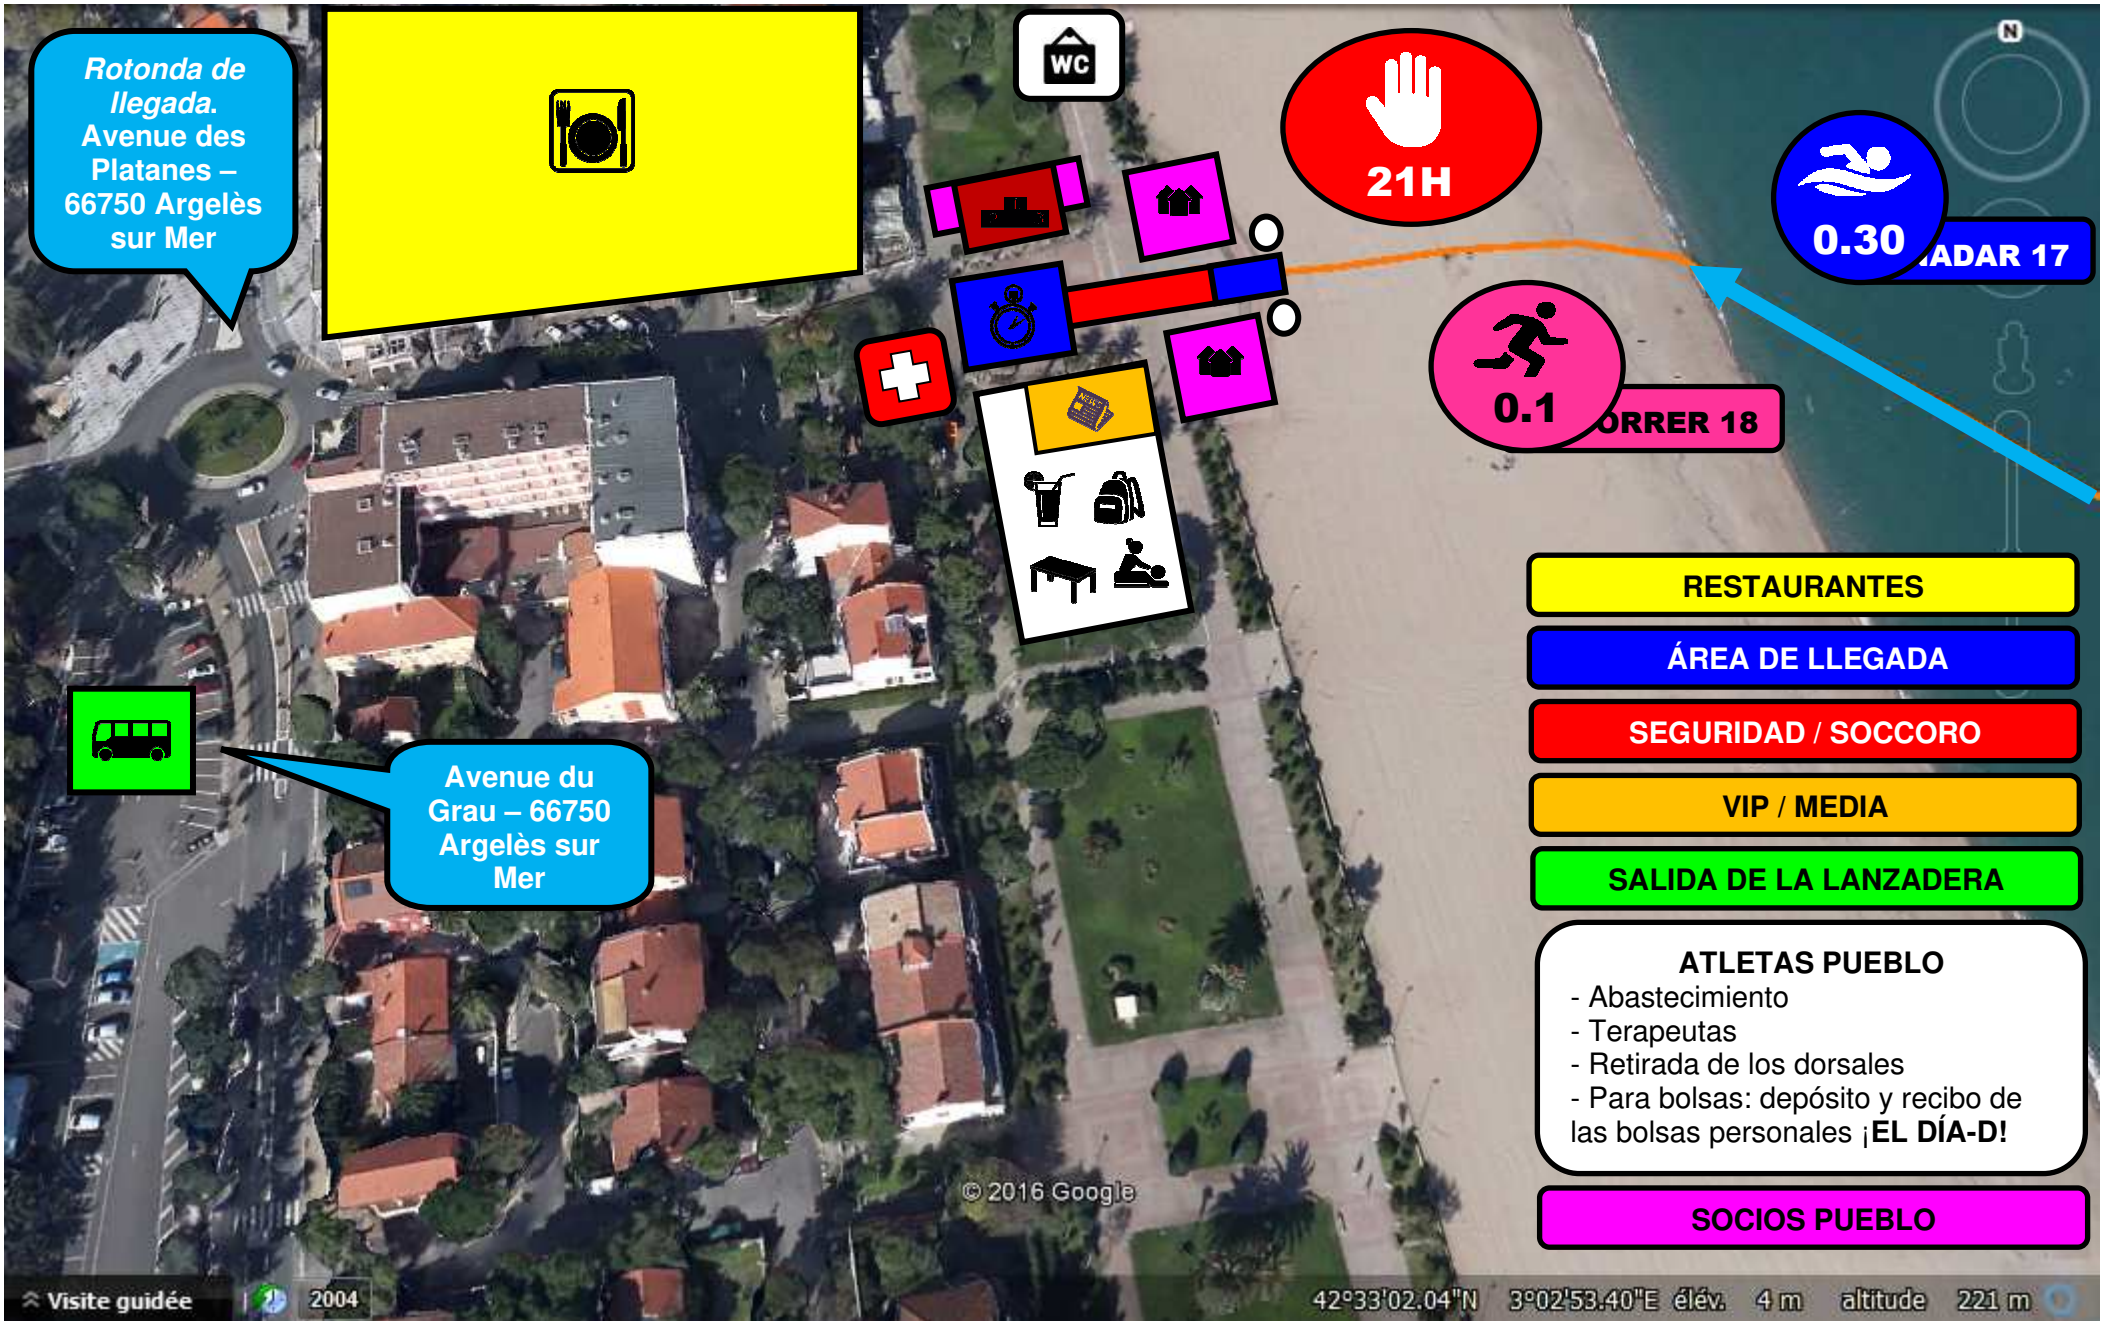 Rotonda de
llegada.
Avenue des
Platanes –
66750 Argelès
sur Mer
WC
N
21H
0.30
NADAR 17
0.1
ORRER 18
NEWS
RESTAURANTES
ÁREA DE LLEGADA
SEGURIDAD / SOCCORO
VIP / MEDIA
SALIDA DE LA LANZADERA
Avenue du
Grau – 66750
Argelès sur
Mer
ATLETAS PUEBLO
- Abastecimiento
- Terapeutas
- Retirada de los dorsales
- Para bolsas: depósito y recibo de
las bolsas personales ¡EL DÍA-D!
SOCIOS PUEBLO
© 2016 Google
Visite guidée
2004
42°33'02.04"N 3°02'53.40"E élév. 4 m altitude 221 m